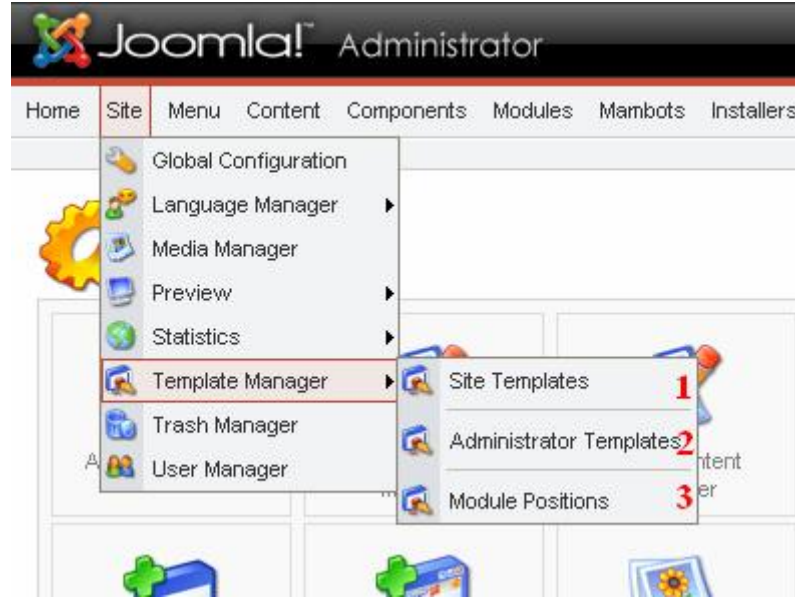 Joomla!™ Administrator
Home Site Menu Content Components Modules Mambots Installers
Global Configuration
Language Manager
Media Manager
Preview
Statistics
Template Manager
Site Templates 1
Trash Manager
Administrator Templates 2
User Manager
Module Positions 3